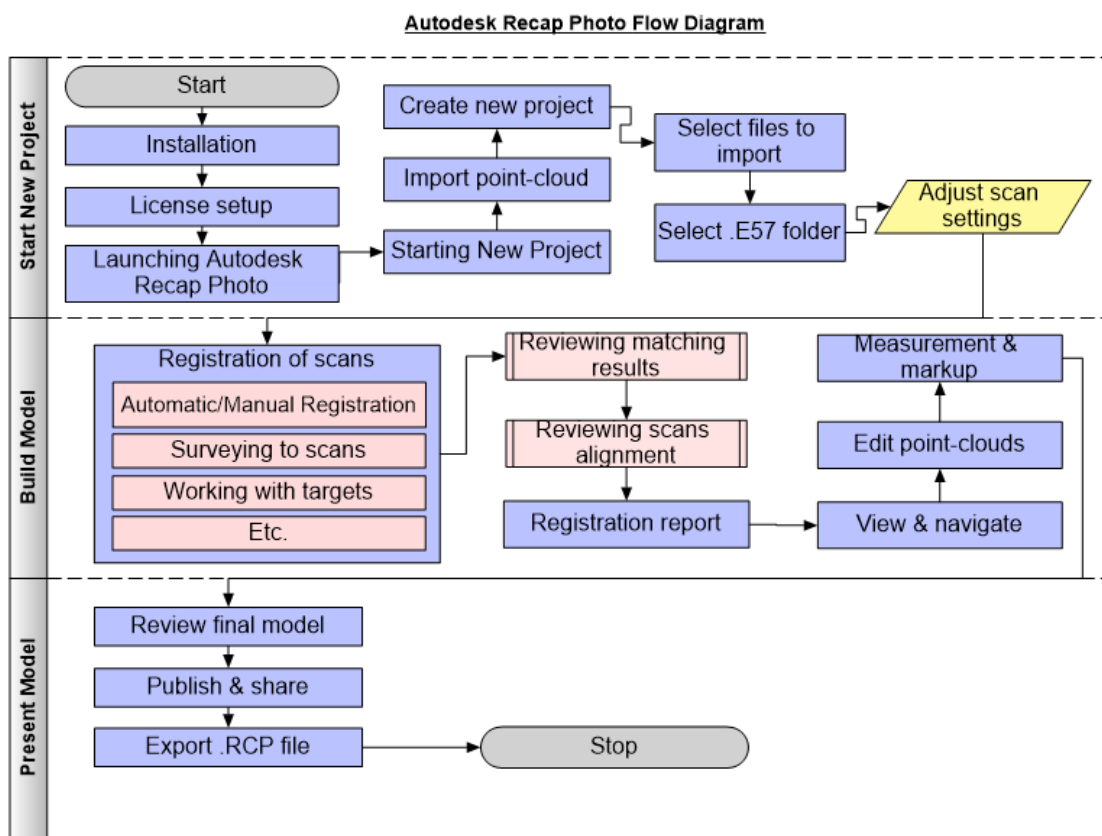 Autodesk Recap Photo Flow Diagram
Start New Project
Start
Installation
License setup
Launching Autodesk
Recap Photo
Create new project
Import point-cloud
Starting New Project
Select files to
import
Select .E57 folder
Adjust scan
settings
Build Model
Registration of scans
Automatic/Manual Registration
Surveying to scans
Working with targets
Etc.
Reviewing matching
results
Reviewing scans
alignment
Registration report
Measurement &
markup
Edit point-clouds
View & navigate
Present Model
Review final model
Publish & share
Export .RCP file
Stop